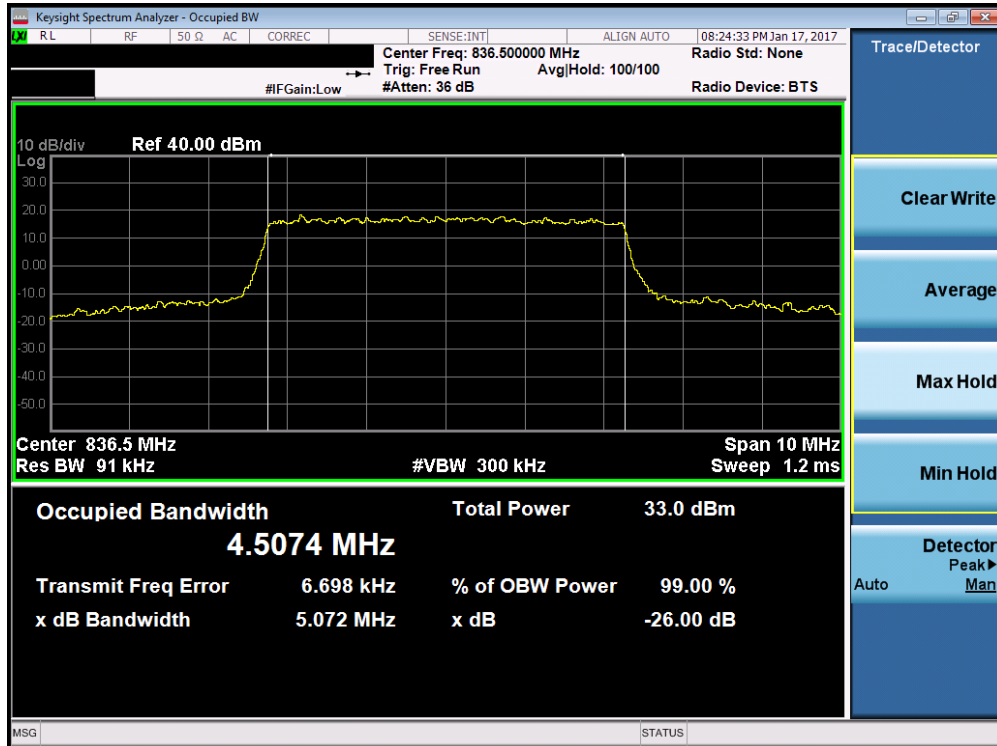 Keysight Spectrum Analyzer - Occupied BW
LXI RL RF 50 Ω AC CORREC SENSE:INT ALIGN AUTO 08:24:33 PM Jan 17, 2017
Center Freq: 836.500000 MHz Radio Std: None
Trig: Free Run Avg|Hold: 100/100
#IFGain:Low #Atten: 36 dB Radio Device: BTS
10 dB/div Ref 40.00 dBm
Log
30.0
20.0
10.0
0.00
-10.0
-20.0
-30.0
-40.0
-50.0
Center 836.5 MHz Span 10 MHz
Res BW 91 kHz #VBW 300 kHz Sweep 1.2 ms
Occupied Bandwidth Total Power 33.0 dBm
4.5074 MHz
Transmit Freq Error 6.698 kHz % of OBW Power 99.00 %
x dB Bandwidth 5.072 MHz x dB -26.00 dB
MSG STATUS
Trace/Detector
Clear Write
Average
Max Hold
Min Hold
Detector
Peak▶
Auto Man